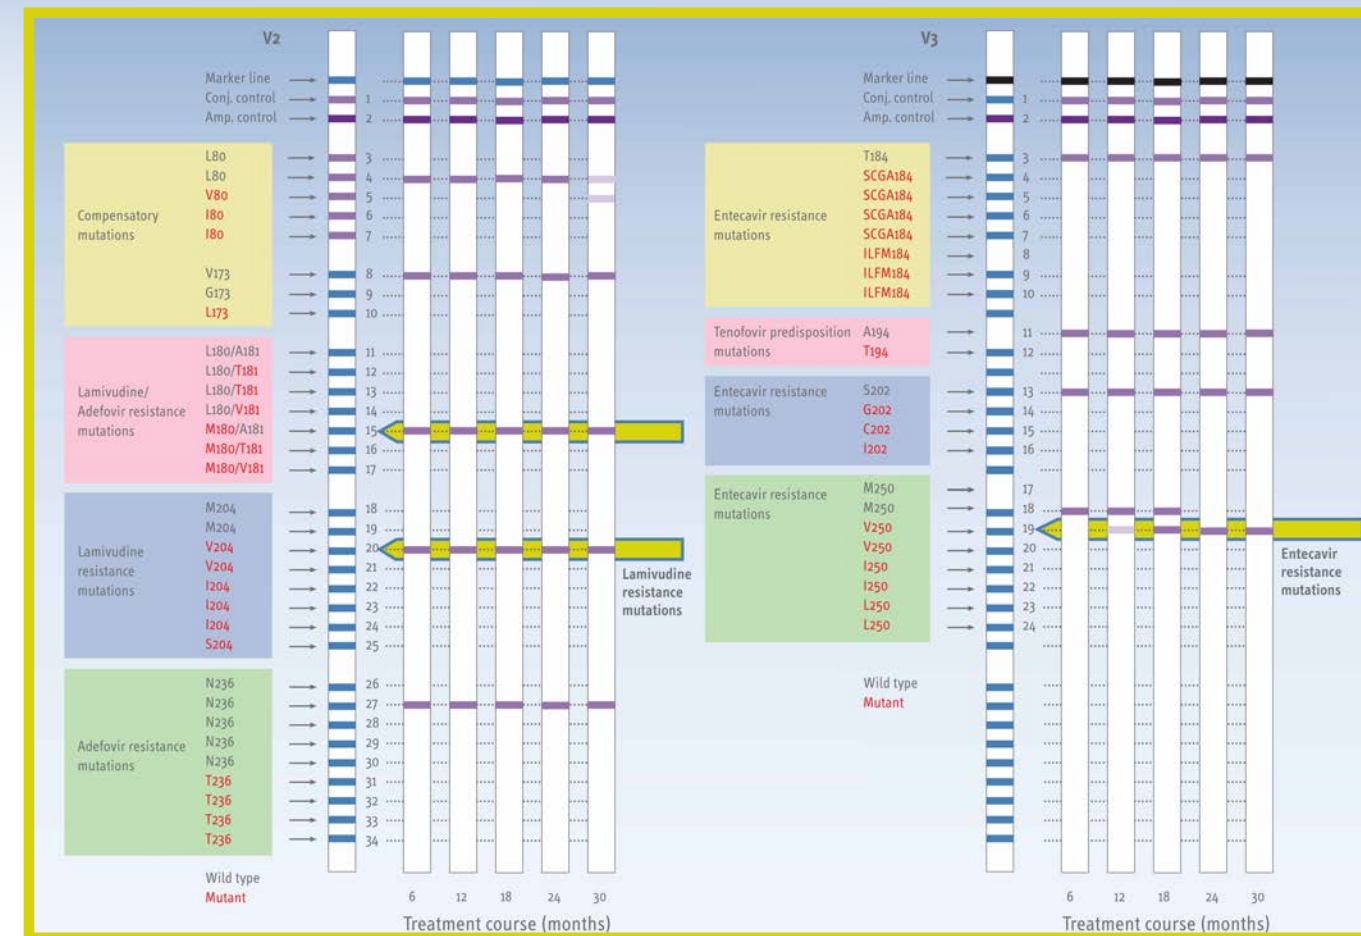 V2
Marker line
Conj. control 1
Amp. control 2
Compensatory
mutations
L80 3
L80 4
V80 5
I80 6
I80 7
V173 8
G173 9
L173 10
Lamivudine/
Adefovir resistance
mutations
L180/A181 11
L180/T181 12
L180/T181 13
L180/V181 14
M180/A181 15
M180/T181 16
M180/V181 17
Lamivudine
resistance
mutations
M204 18
M204 19
V204 20
V204 21
I204 22
I204 23
I204 24
S204 25
Lamivudine
resistance
mutations
Adefovir resistance
mutations
N236 26
N236 27
N236 28
N236 29
N236 30
T236 31
T236 32
T236 33
T236 34
Wild type
Mutant
6 12 18 24 30
Treatment course (months)
V3
Marker line
Conj. control 1
Amp. control 2
Entecavir resistance
mutations
T184 3
SCGA184 4
SCGA184 5
SCGA184 6
SCGA184 7
ILFM184 8
ILFM184 9
ILFM184 10
Tenofovir predisposition
mutations
A194 11
T194 12
Entecavir resistance
mutations
S202 13
G202 14
C202 15
I202 16
Entecavir resistance
mutations
M250 17
M250 18
V250 19
V250 20
I250 21
I250 22
L250 23
L250 24
Entecavir
resistance
mutations
Wild type
Mutant
6 12 18 24 30
Treatment course (months)